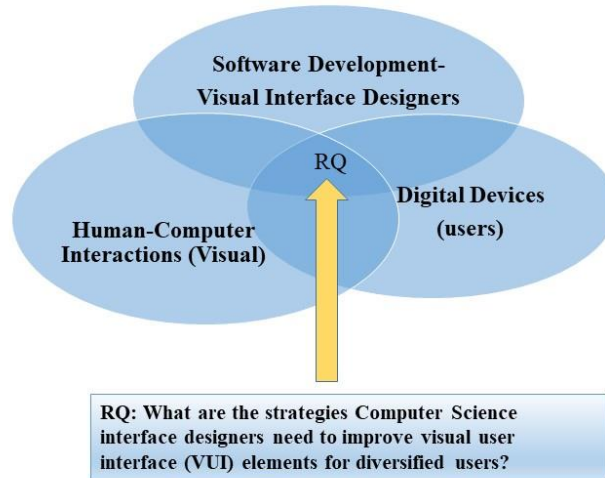 Software Development-
Visual Interface Designers
RQ
Digital Devices
(users)
Human-Computer
Interactions (Visual)
RQ: What are the strategies Computer Science
interface designers need to improve visual user
interface (VUI) elements for diversified users?